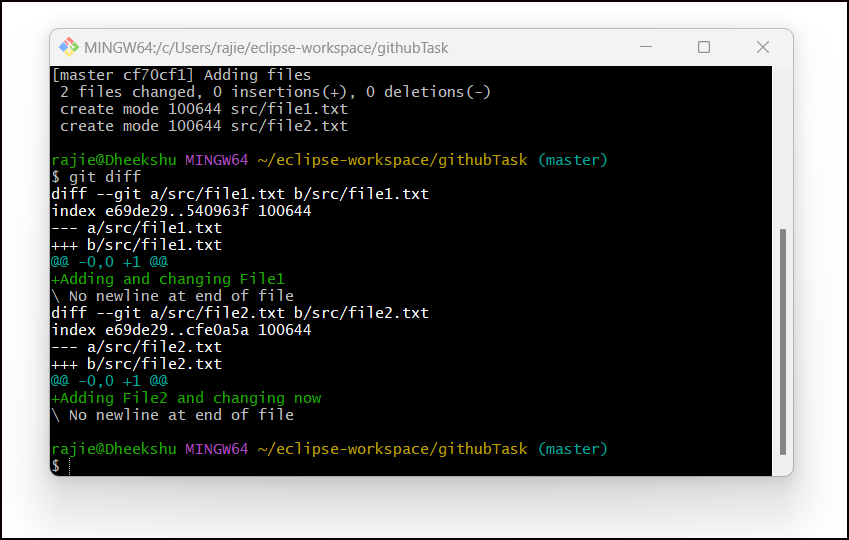 MINGW64:/c/Users/rajie/eclipse-workspace/githubTask
[master cf70cf1] Adding files
 2 files changed, 0 insertions(+), 0 deletions(-)
 create mode 100644 src/file1.txt
 create mode 100644 src/file2.txt

rajie@Dheekshu MINGW64 ~/eclipse-workspace/githubTask (master)
$ git diff
diff --git a/src/file1.txt b/src/file1.txt
index e69de29..540963f 100644
--- a/src/file1.txt
+++ b/src/file1.txt
@@ -0,0 +1 @@
+Adding and changing File1
\ No newline at end of file
diff --git a/src/file2.txt b/src/file2.txt
index e69de29..cfe0a5a 100644
--- a/src/file2.txt
+++ b/src/file2.txt
@@ -0,0 +1 @@
+Adding File2 and changing now
\ No newline at end of file

rajie@Dheekshu MINGW64 ~/eclipse-workspace/githubTask (master)
$